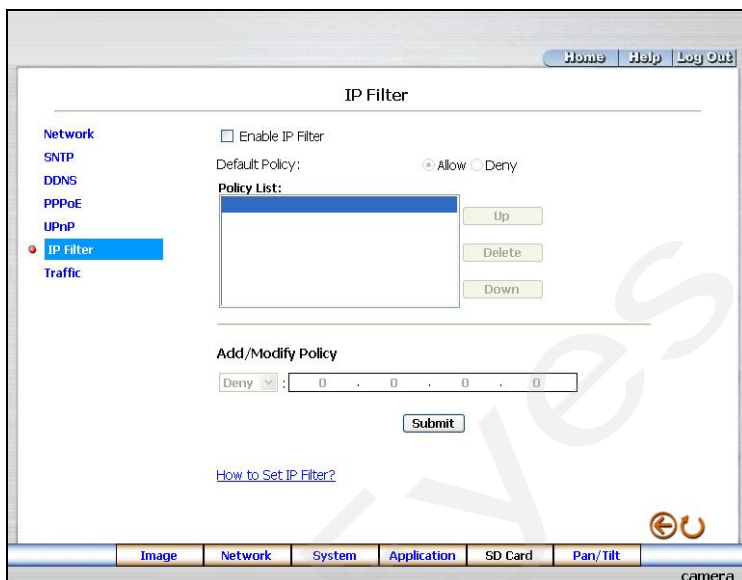 Home Help Log Out
IP Filter
Network
SNTP
DDNS
PPPoE
UPnP
IP Filter
Traffic
Enable IP Filter
Default Policy: Allow Deny
Policy List:
Up
Delete
Down
Add/Modify Policy
Deny : 0 . 0 . 0 . 0
Submit
How to Set IP Filter?
Eyes
Image Network System Application SD Card Pan/Tilt
camera